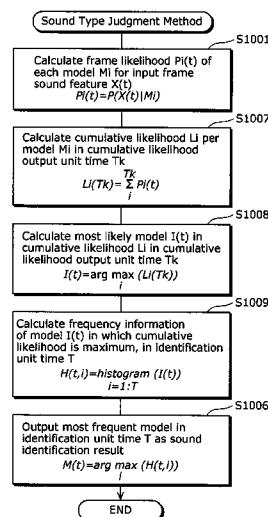 Sound Type Judgment Method
S1001
Calculate frame likelihood Pi(t) of
each model Mi for input frame
sound feature X(t)
Pi(t)=P(X(t)|Mi)
S1007
Calculate cumulative likelihood Li per
model Mi in cumulative likelihood
output unit time Tk
Tk
Li(Tk)= Σ Pi(t)
i
S1008
Calculate most likely model I(t) in
cumulative likelihood Li in cumulative
likelihood output unit time Tk
I(t)=arg max (Li(Tk))
i
S1009
Calculate frequency information
of model I(t) in which cumulative
likelihood is maximum, in identification
unit time T
H(t,i)=histogram (I(t))
i=1:T
S1006
Output most frequent model in
identification unit time T as sound
identification result
M(t)=arg max (H(t,i))
i
END